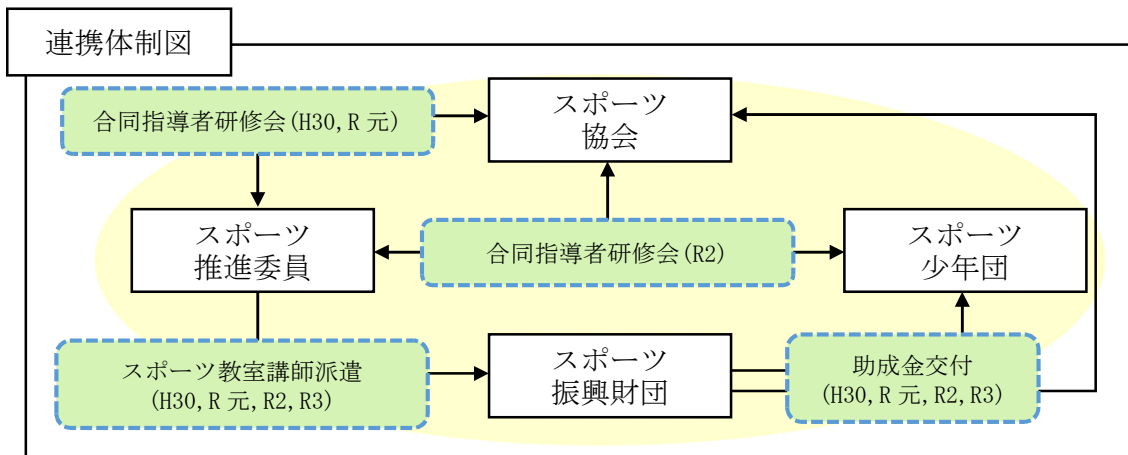 連携体制図
合同指導者研修会(H30,R元)
スポーツ
協会
スポーツ
推進委員
合同指導者研修会(R2)
スポーツ
少年団
スポーツ教室講師派遣
(H30,R元,R2,R3)
スポーツ
振興財団
助成金交付
(H30,R元,R2,R3)